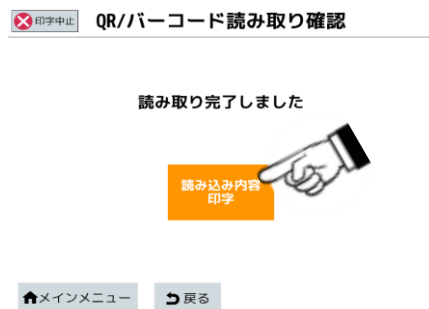 印字中止
QR/バーコード読み取り確認
読み取り完了しました
読み込み内容
印字
メインメニュー
戻る